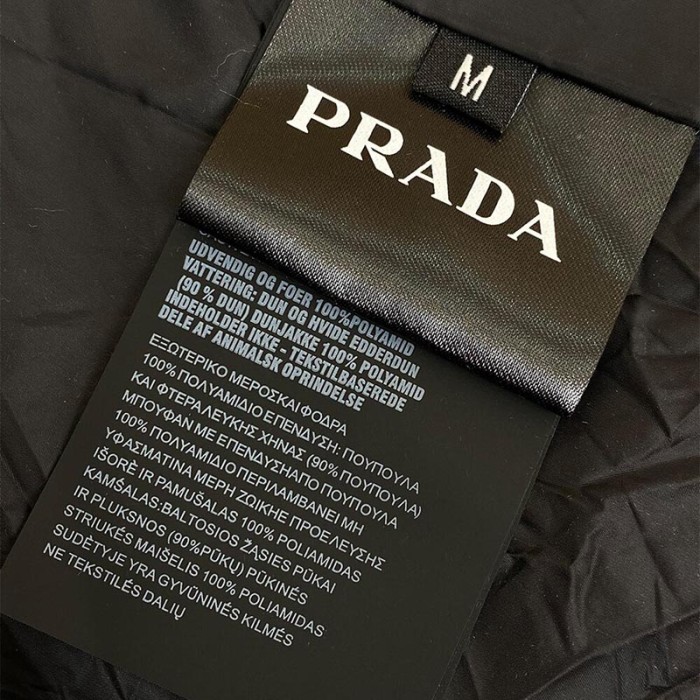 M
PRADA
UDVENDIG OG FOER 100%POLYAMID
VATTERING: DUN OG HVIDE EDDERDUN
(90 % DUN) DUNJAKKE 100% POLYAMID
INDEHOLDER IKKE - TEKSTILBASEREDE
DELE AF ANIMALSK OPRINDELSE
ΕΞΩΤΕΡΙΚΟ ΜΕΡΟΣΚΑΙ ΦΟΔΡΑ
100% ΠΟΛΥΑΜΙΔΙΟ ΕΠΕΝΔΥΣΗ: ΠΟΥΠΟΥΛΑ
ΚΑΙ ΦΤΕΡΑ ΛΕΥΚΗΣ ΧΗΝΑΣ (90% ΠΟΥΠΟΥΛΑ)
ΜΠΟΥΦΑΝ ΜΕ ΕΠΕΝΔΥΣΗΑΠΟ ΠΟΥΠΟΥΛΑ
100% ΠΟΛΥΑΜΙΔΙΟ ΠΕΡΙΛΑΜΒΑΝΕΙ ΜΗ
ΥΦΑΣΜΑΤΙΝΑ ΜΕΡΗ ΖΩΙΚΗΣ ΠΡΟΕΛΕΥΣΗΣ
IŠORĖ IR PAMUŠALAS 100% POLIAMIDAS
KAMŠALAS:BALTOSIOS ŽĄSIES PŪKAI
IR PLUKSNOS (90%PŪKŲ) PŪKINĖS
STRIUKĖS MAIŠELIS 100% POLIAMIDAS
SUDĖTYJE YRA GYVŪNINĖS KILMĖS
NE TEKSTILĖS DALIŲ